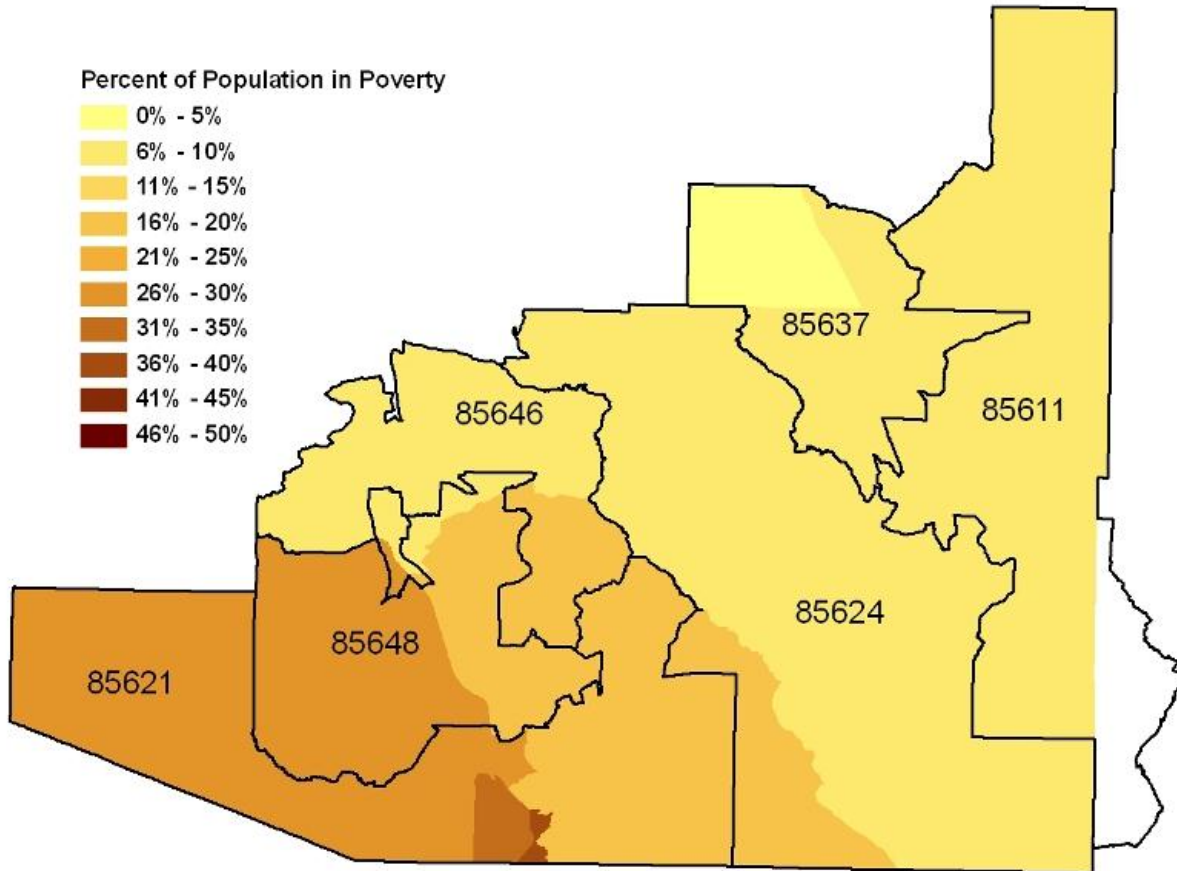 Percent of Population in Poverty
0% - 5%
6% - 10%
11% - 15%
16% - 20%
21% - 25%
26% - 30%
31% - 35%
36% - 40%
41% - 45%
46% - 50%
85637
85646
85611
85624
85648
85621